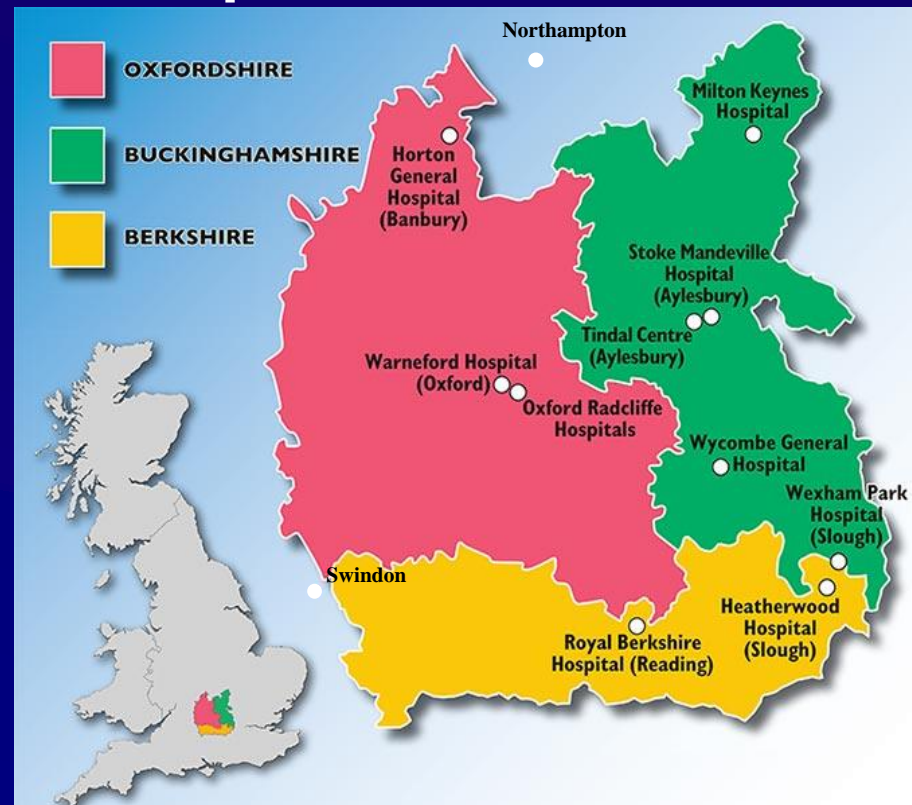 Northampton
OXFORDSHIRE
BUCKINGHAMSHIRE
BERKSHIRE
Milton Keynes
Hospital
Horton
General
Hospital
(Banbury)
Stoke Mandeville
Hospital
(Aylesbury)
Tindal Centre
(Aylesbury)
Warneford Hospital
(Oxford)
Oxford Radcliffe
Hospitals
Wycombe General
Hospital
Wexham Park
Hospital
(Slough)
Swindon
Heatherwood
Hospital
(Slough)
Royal Berkshire
Hospital (Reading)